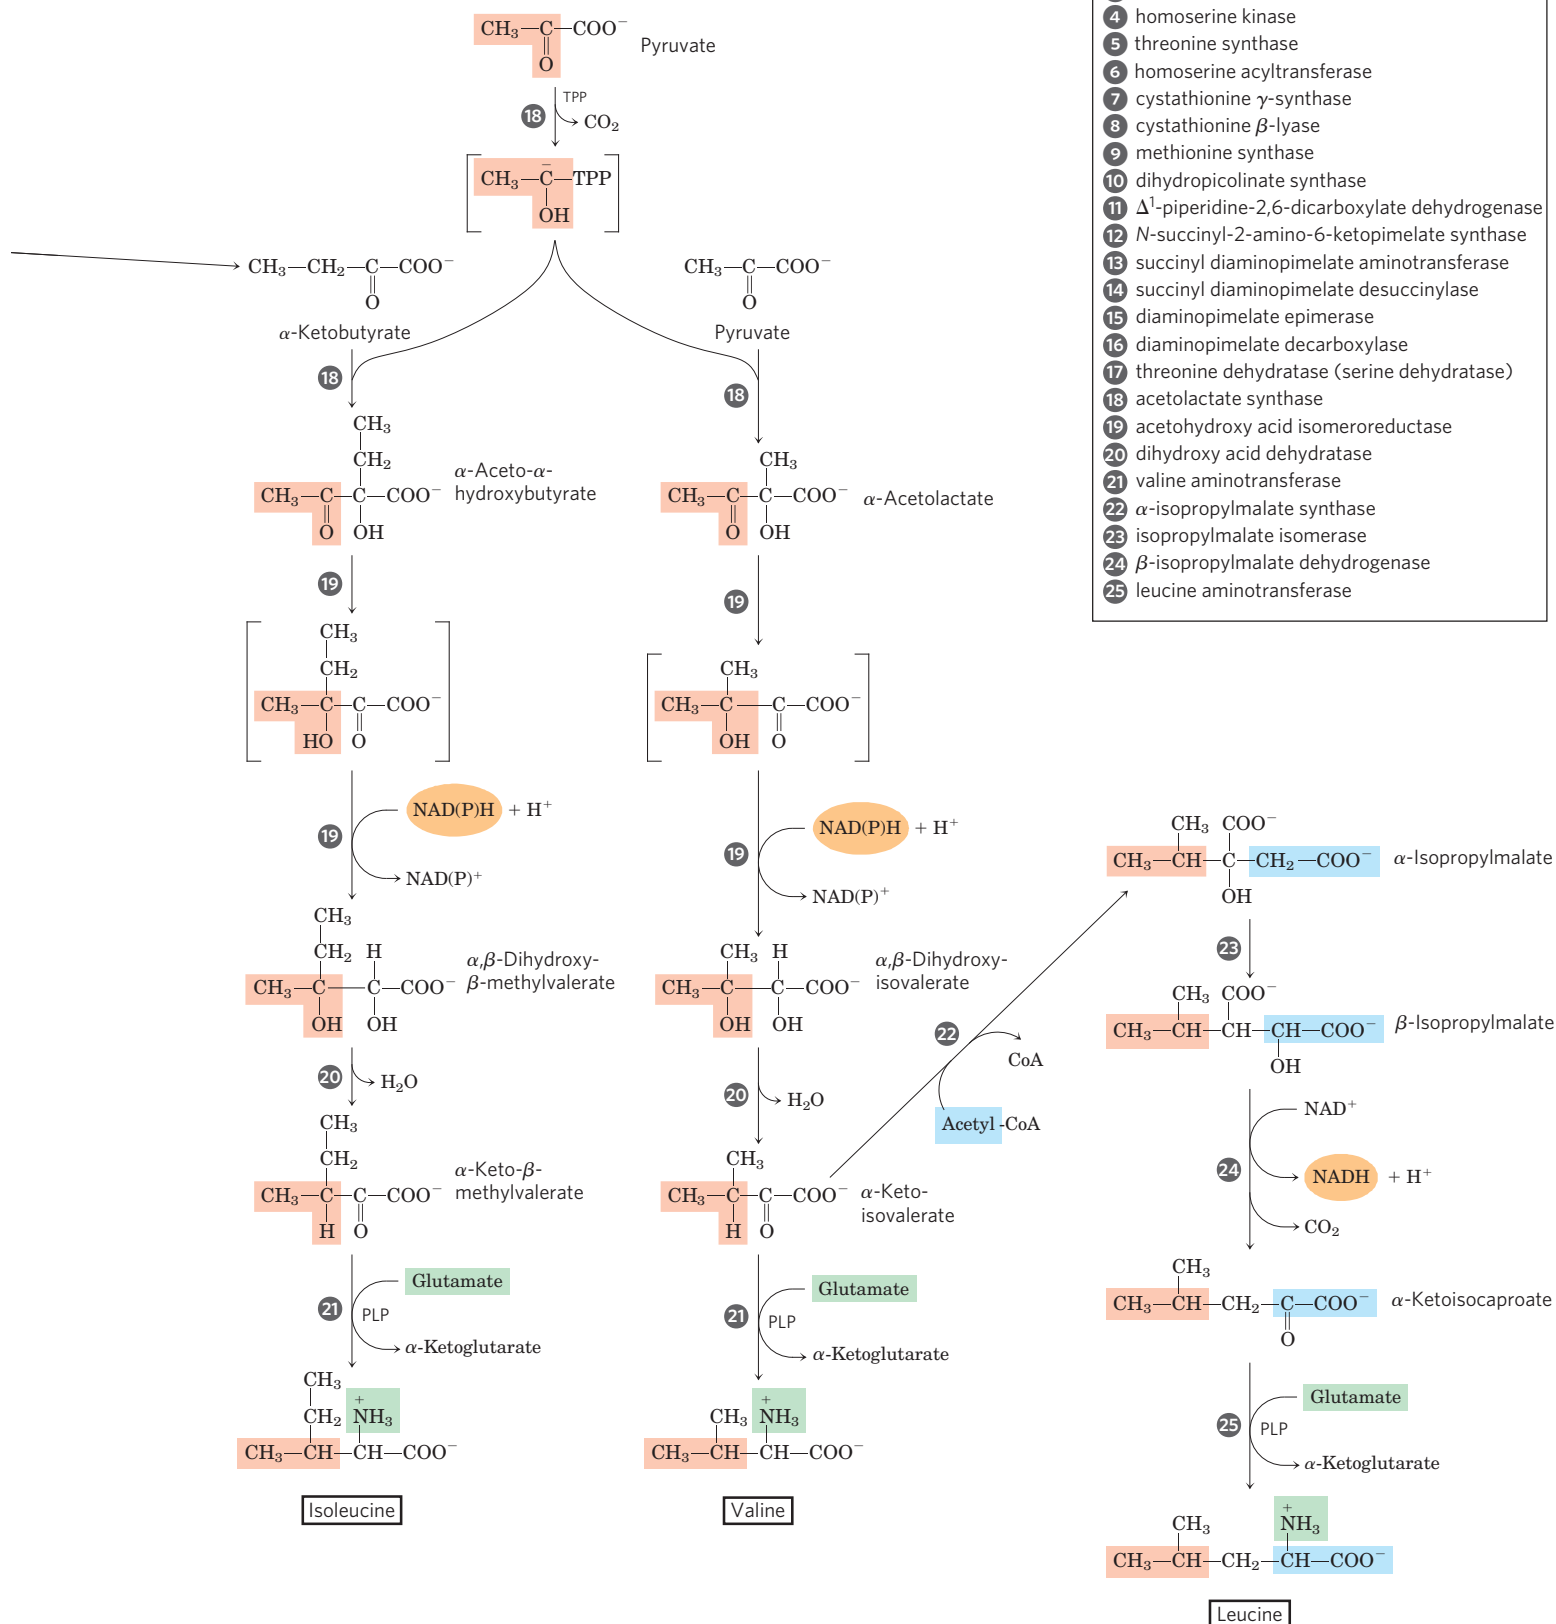 CH₃—C—COO⁻
O
Pyruvate
TPP
18
CO₂
CH₃—C̄—TPP
OH
CH₃—CH₂—C—COO⁻
O
α-Ketobutyrate
CH₃—C—COO⁻
O
Pyruvate
18
18
CH₃
CH₂
CH₃—C—C—COO⁻
O OH
α-Aceto-α-
hydroxybutyrate
CH₃
CH₃—C—C—COO⁻
O OH
α-Acetolactate
19
19
CH₃
CH₂
CH₃—C—C—COO⁻
HO O
CH₃
CH₃—C—C—COO⁻
OH O
19
NAD(P)H + H⁺
NAD(P)⁺
19
NAD(P)H + H⁺
NAD(P)⁺
CH₃
CH₂ H
CH₃—C—C—COO⁻
OH OH
α,β-Dihydroxy-
β-methylvalerate
CH₃ H
CH₃—C—C—COO⁻
OH OH
α,β-Dihydroxy-
isovalerate
20
H₂O
20
H₂O
CH₃
CH₂
CH₃—C—C—COO⁻
H O
α-Keto-β-
methylvalerate
CH₃
CH₃—C—C—COO⁻
H O
α-Keto-
isovalerate
21
Glutamate
PLP
α-Ketoglutarate
21
Glutamate
PLP
α-Ketoglutarate
CH₃
CH₂ +NH₃
CH₃—CH—CH—COO⁻
Isoleucine
CH₃ +NH₃
CH₃—CH—CH—COO⁻
Valine
22
CoA
Acetyl-CoA
CH₃ COO⁻
CH₃—CH—C—CH₂—COO⁻
OH
α-Isopropylmalate
23
CH₃ COO⁻
CH₃—CH—CH—CH—COO⁻
OH
β-Isopropylmalate
NAD⁺
24
NADH + H⁺
CO₂
CH₃
CH₃—CH—CH₂—C—COO⁻
O
α-Ketoisocaproate
Glutamate
25
PLP
α-Ketoglutarate
CH₃ +NH₃
CH₃—CH—CH₂—CH—COO⁻
Leucine
4 homoserine kinase
5 threonine synthase
6 homoserine acyltransferase
7 cystathionine γ-synthase
8 cystathionine β-lyase
9 methionine synthase
10 dihydropicolinate synthase
11 Δ¹-piperidine-2,6-dicarboxylate dehydrogenase
12 N-succinyl-2-amino-6-ketopimelate synthase
13 succinyl diaminopimelate aminotransferase
14 succinyl diaminopimelate desuccinylase
15 diaminopimelate epimerase
16 diaminopimelate decarboxylase
17 threonine dehydratase (serine dehydratase)
18 acetolactate synthase
19 acetohydroxy acid isomeroreductase
20 dihydroxy acid dehydratase
21 valine aminotransferase
22 α-isopropylmalate synthase
23 isopropylmalate isomerase
24 β-isopropylmalate dehydrogenase
25 leucine aminotransferase